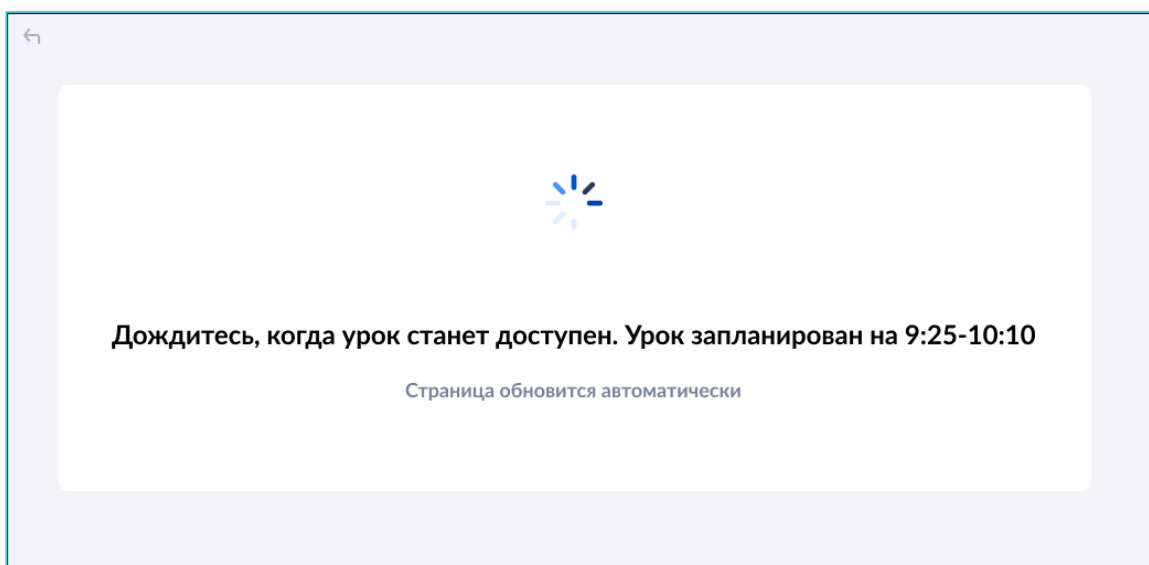 Дождитесь, когда урок станет доступен. Урок запланирован на 9:25-10:10
Страница обновится автоматически